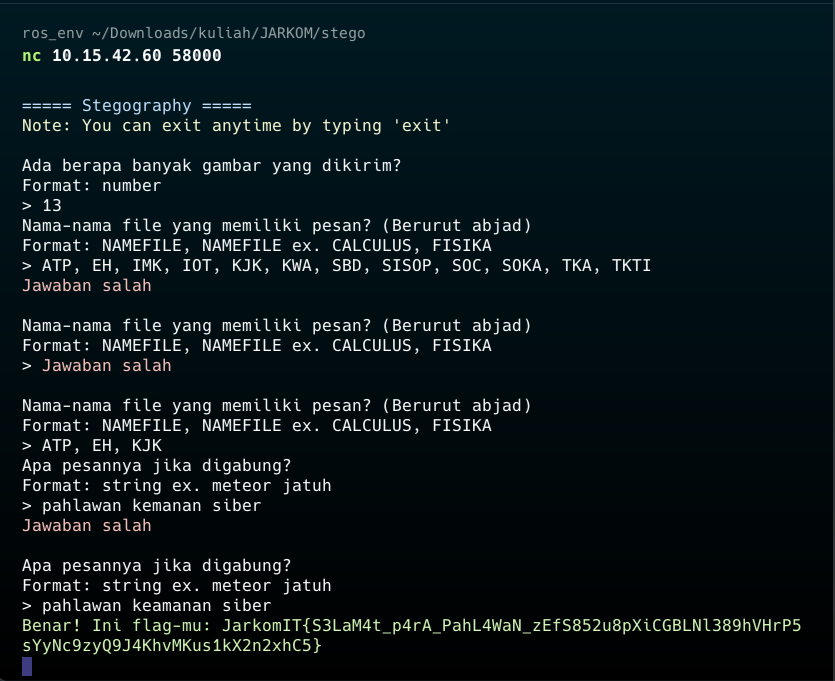 ros_env ~/Downloads/kuliah/JARKOM/stego
nc 10.15.42.60 58000
===== Stegography =====
Note: You can exit anytime by typing 'exit'
Ada berapa banyak gambar yang dikirim?
Format: number
> 13
Nama-nama file yang memiliki pesan? (Berurut abjad)
Format: NAMEFILE, NAMEFILE ex. CALCULUS, FISIKA
> ATP, EH, IMK, IOT, KJK, KWA, SBD, SISOP, SOC, SOKA, TKA, TKTI
Jawaban salah
Nama-nama file yang memiliki pesan? (Berurut abjad)
Format: NAMEFILE, NAMEFILE ex. CALCULUS, FISIKA
> Jawaban salah
Nama-nama file yang memiliki pesan? (Berurut abjad)
Format: NAMEFILE, NAMEFILE ex. CALCULUS, FISIKA
> ATP, EH, KJK
Apa pesannya jika digabung?
Format: string ex. meteor jatuh
> pahlawan kemanan siber
Jawaban salah
Apa pesannya jika digabung?
Format: string ex. meteor jatuh
> pahlawan keamanan siber
Benar! Ini flag-mu: JarkomIT{S3LaM4t_p4rA_PahL4WaN_zEfS852u8pXiCGBLNl389hVHrP5
sYyNc9zyQ9J4KhvMKus1kX2n2xhC5}